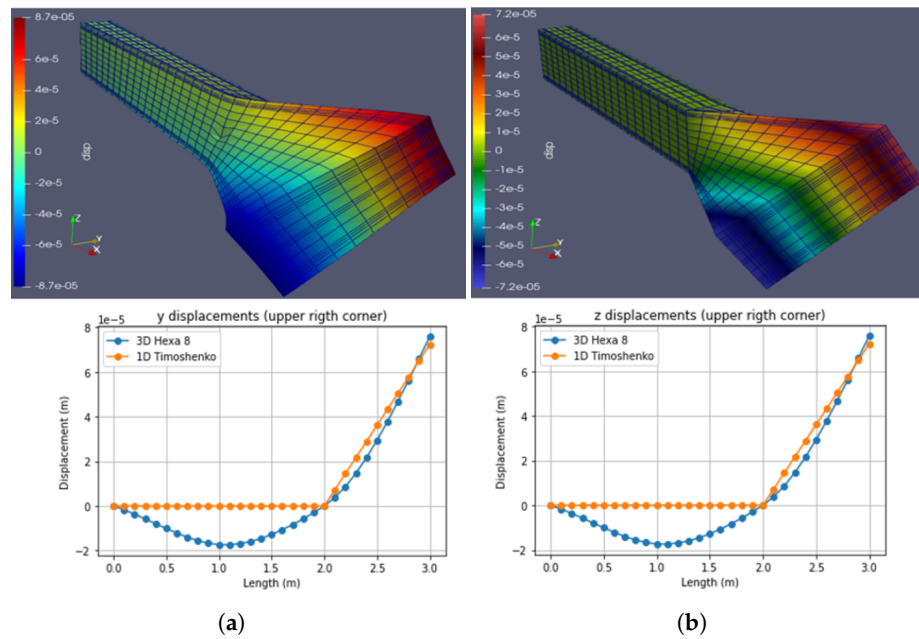 8.7e-05
6e-5
4e-5
2e-5
0
-2e-5
-4e-5
-6e-5
-8.7e-05
disp
Z
Y
X
7.2e-05
5e-5
4e-5
3e-5
2e-5
1e-5
0
-1e-5
-2e-5
-3e-5
-4e-5
-5e-5
-7.2e-05
disp
Z
Y
X
y displacements (upper rigth corner)
1e-5
3D Hexa 8
1D Timoshenko
8
6
4
2
0
−2
Displacement (m)
0.0 0.5 1.0 1.5 2.0 2.5 3.0
Length (m)
z displacements (upper rigth corner)
1e-5
3D Hexa 8
1D Timoshenko
8
6
4
2
0
−2
Displacement (m)
0.0 0.5 1.0 1.5 2.0 2.5 3.0
Length (m)
(a)
(b)